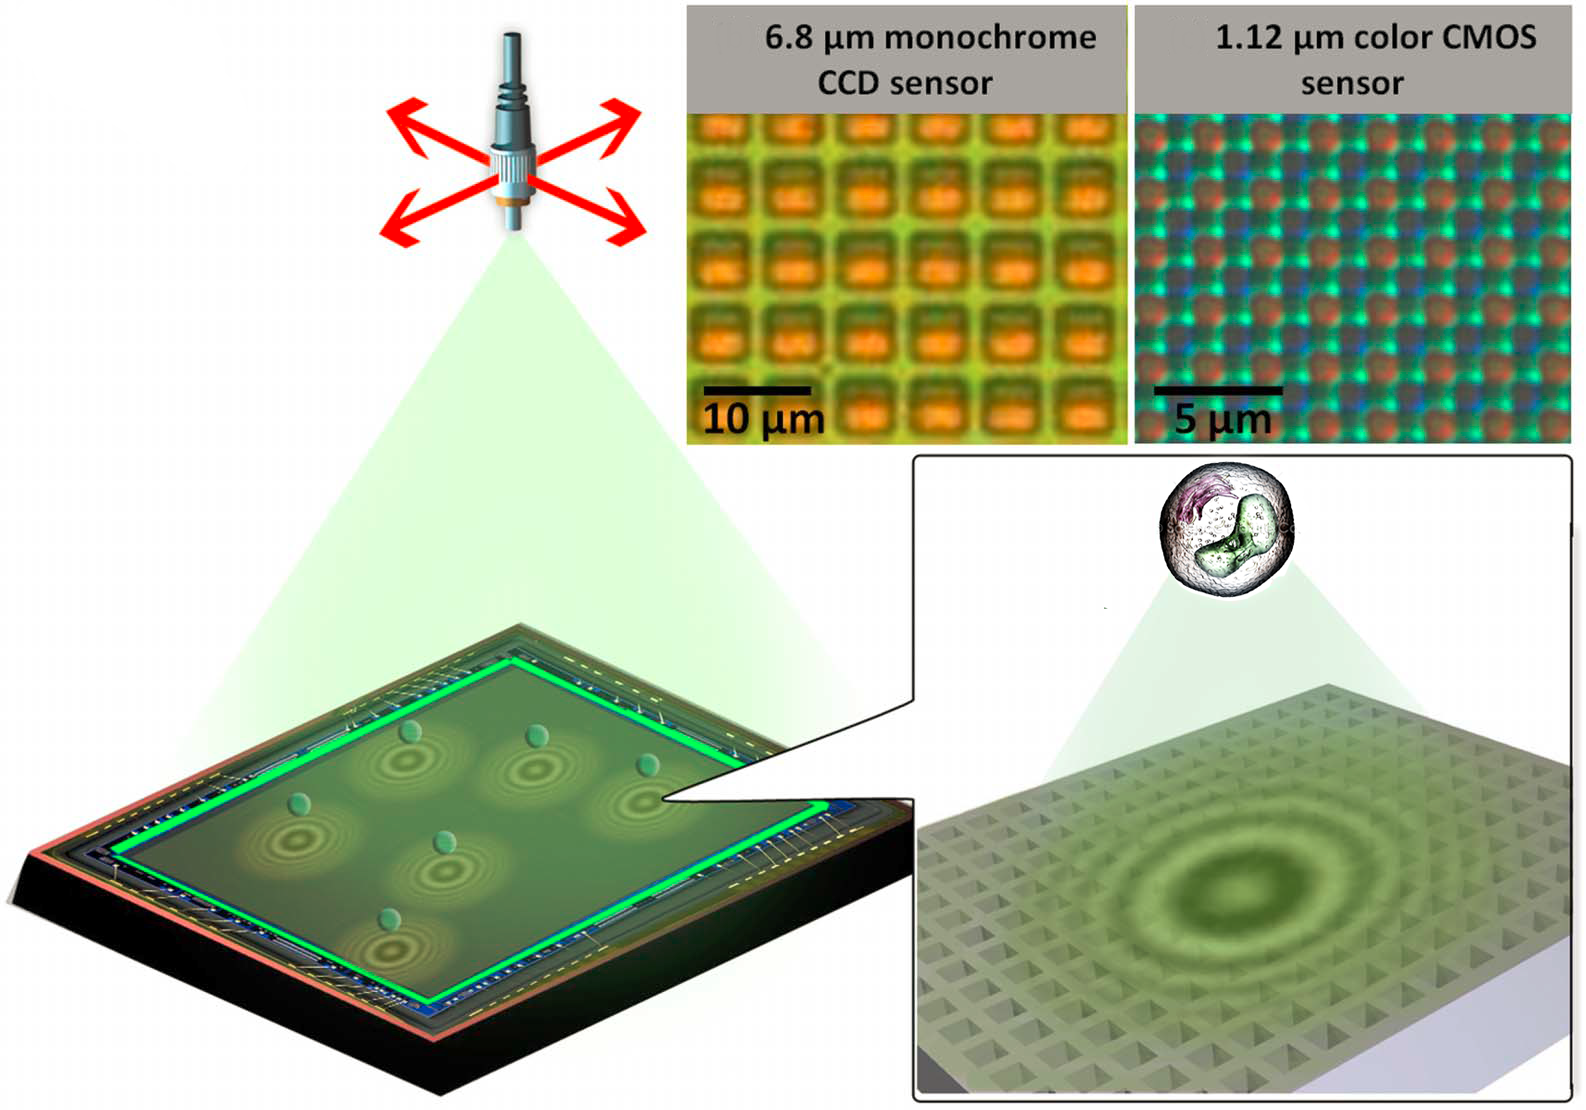 6.8 µm monochrome
CCD sensor
1.12 µm color CMOS
sensor
10 µm
5 µm